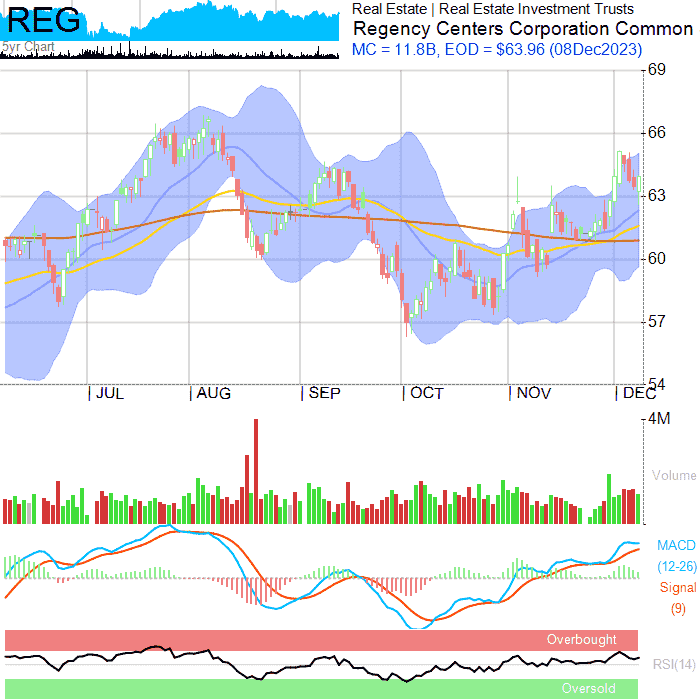 REG
5yr Chart
Real Estate | Real Estate Investment Trusts
Regency Centers Corporation Common
MC = 11.8B, EOD = $63.96 (08Dec2023)
69
66
63
60
57
54
JUL AUG SEP OCT NOV DEC
4M
Volume
MACD
(12-26)
Signal
(9)
Overbought
RSI(14)
Oversold